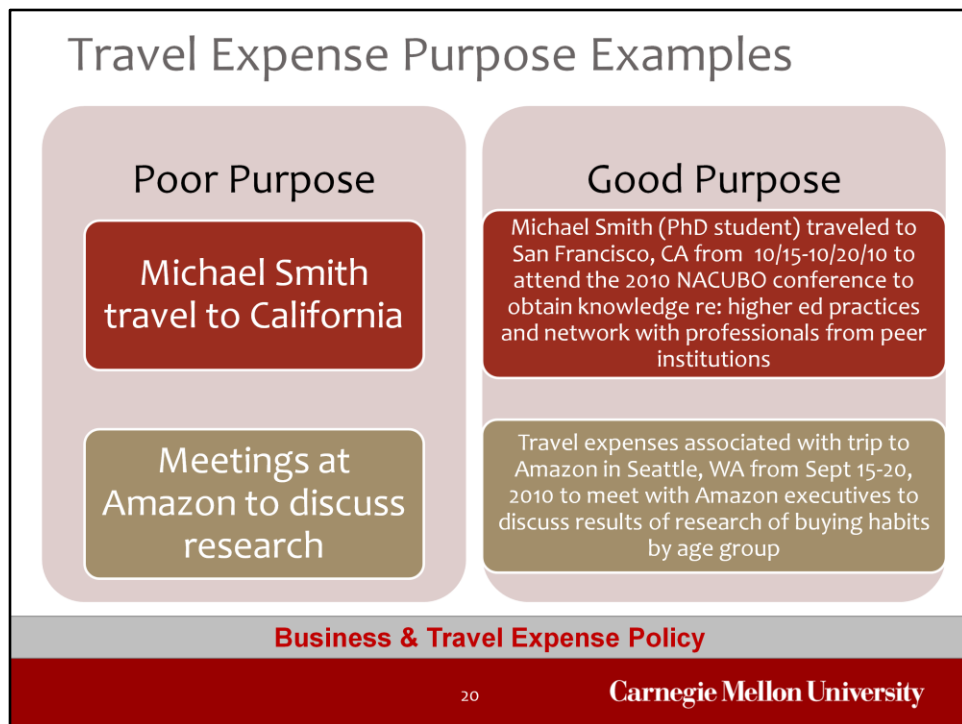 Travel Expense Purpose Examples
Poor Purpose
Michael Smith
travel to California
Meetings at
Amazon to discuss
research
Good Purpose
Michael Smith (PhD student) traveled to
San Francisco, CA from 10/15-10/20/10 to
attend the 2010 NACUBO conference to
obtain knowledge re: higher ed practices
and network with professionals from peer
institutions
Travel expenses associated with trip to
Amazon in Seattle, WA from Sept 15-20,
2010 to meet with Amazon executives to
discuss results of research of buying habits
by age group
Business & Travel Expense Policy
20
Carnegie Mellon University